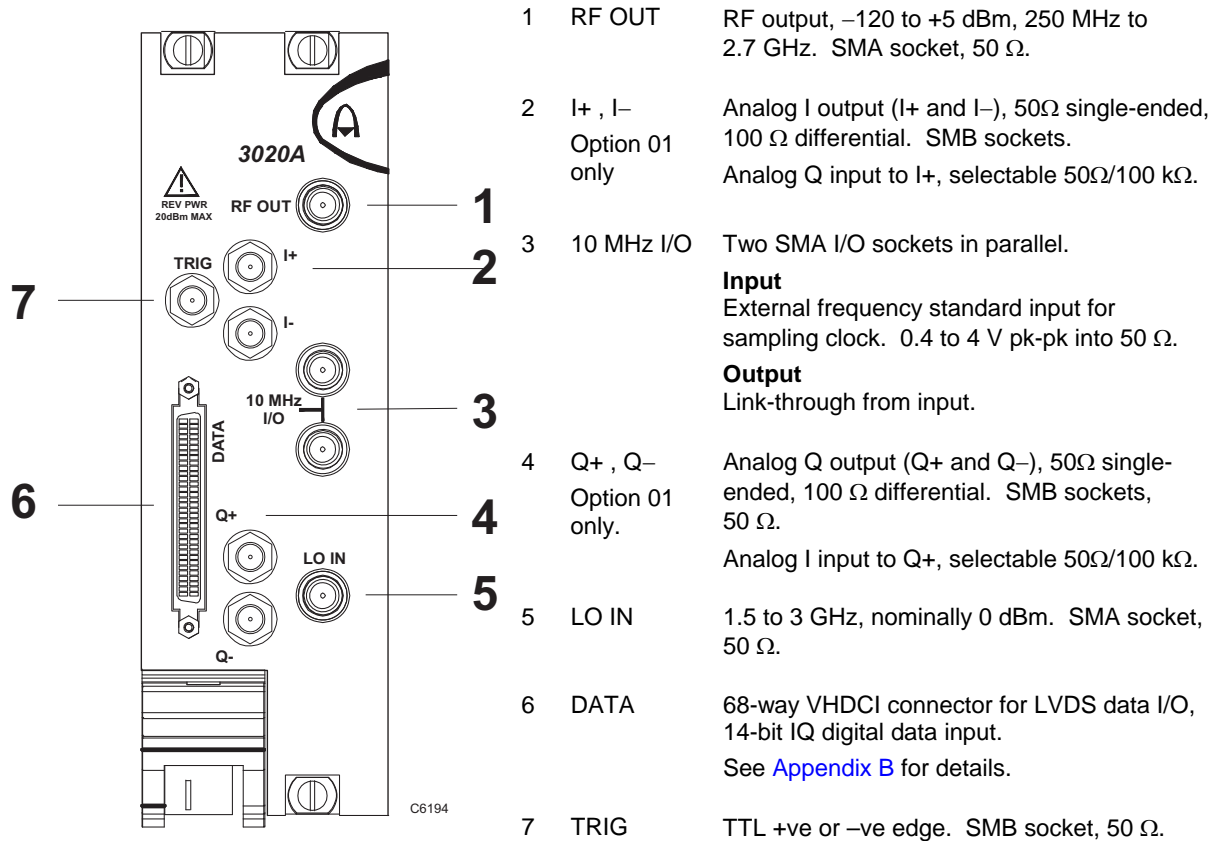 3020A
REV PWR
20dBm MAX
RF OUT
TRIG
I+
I-
10 MHz
I/O
DATA
Q+
LO IN
Q-
C6194
1
2
3
4
5
6
7
1 RF OUT RF output, –120 to +5 dBm, 250 MHz to
2.7 GHz. SMA socket, 50 Ω.
2 I+ , I– Analog I output (I+ and I–), 50Ω single-ended,
Option 01 100 Ω differential. SMB sockets.
only Analog Q input to I+, selectable 50Ω/100 kΩ.
3 10 MHz I/O Two SMA I/O sockets in parallel.
Input
External frequency standard input for
sampling clock. 0.4 to 4 V pk-pk into 50 Ω.
Output
Link-through from input.
4 Q+ , Q– Analog Q output (Q+ and Q–), 50Ω single-
Option 01 ended, 100 Ω differential. SMB sockets,
only. 50 Ω.
Analog I input to Q+, selectable 50Ω/100 kΩ.
5 LO IN 1.5 to 3 GHz, nominally 0 dBm. SMA socket,
50 Ω.
6 DATA 68-way VHDCI connector for LVDS data I/O,
14-bit IQ digital data input.
See Appendix B for details.
7 TRIG TTL +ve or –ve edge. SMB socket, 50 Ω.